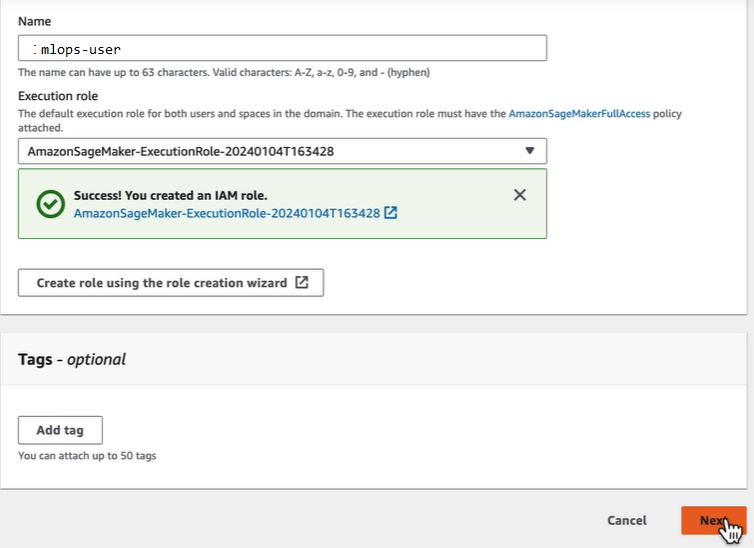 Name
mlops-user
The name can have up to 63 characters. Valid characters: A-Z, a-z, 0-9, and - (hyphen)
Execution role
The default execution role for both users and spaces in the domain. The execution role must have the AmazonSageMakerFullAccess policy
attached.
AmazonSageMaker-ExecutionRole-20240104T163428
Success! You created an IAM role.
AmazonSageMaker-ExecutionRole-20240104T163428
Create role using the role creation wizard
Tags - optional
Add tag
You can attach up to 50 tags
Cancel
Next